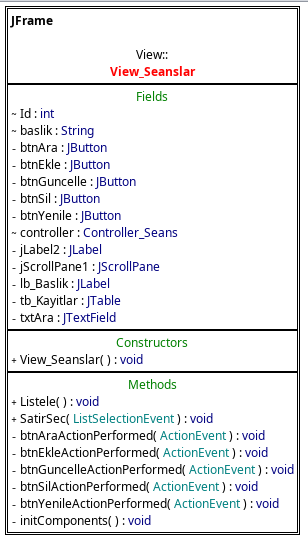 JFrame
View::
View_Seanslar
Fields
~ Id : int
~ baslik : String
- btnAra : JButton
- btnEkle : JButton
- btnGuncelle : JButton
- btnSil : JButton
- btnYenile : JButton
~ controller : Controller_Seans
- jLabel2 : JLabel
- jScrollPane1 : JScrollPane
- lb_Baslik : JLabel
- tb_Kayitlar : JTable
- txtAra : JTextField
Constructors
+ View_Seanslar( ) : void
Methods
+ Listele( ) : void
+ SatirSec( ListSelectionEvent ) : void
- btnAraActionPerformed( ActionEvent ) : void
- btnEkleActionPerformed( ActionEvent ) : void
- btnGuncelleActionPerformed( ActionEvent ) : void
- btnSilActionPerformed( ActionEvent ) : void
- btnYenileActionPerformed( ActionEvent ) : void
- initComponents( ) : void